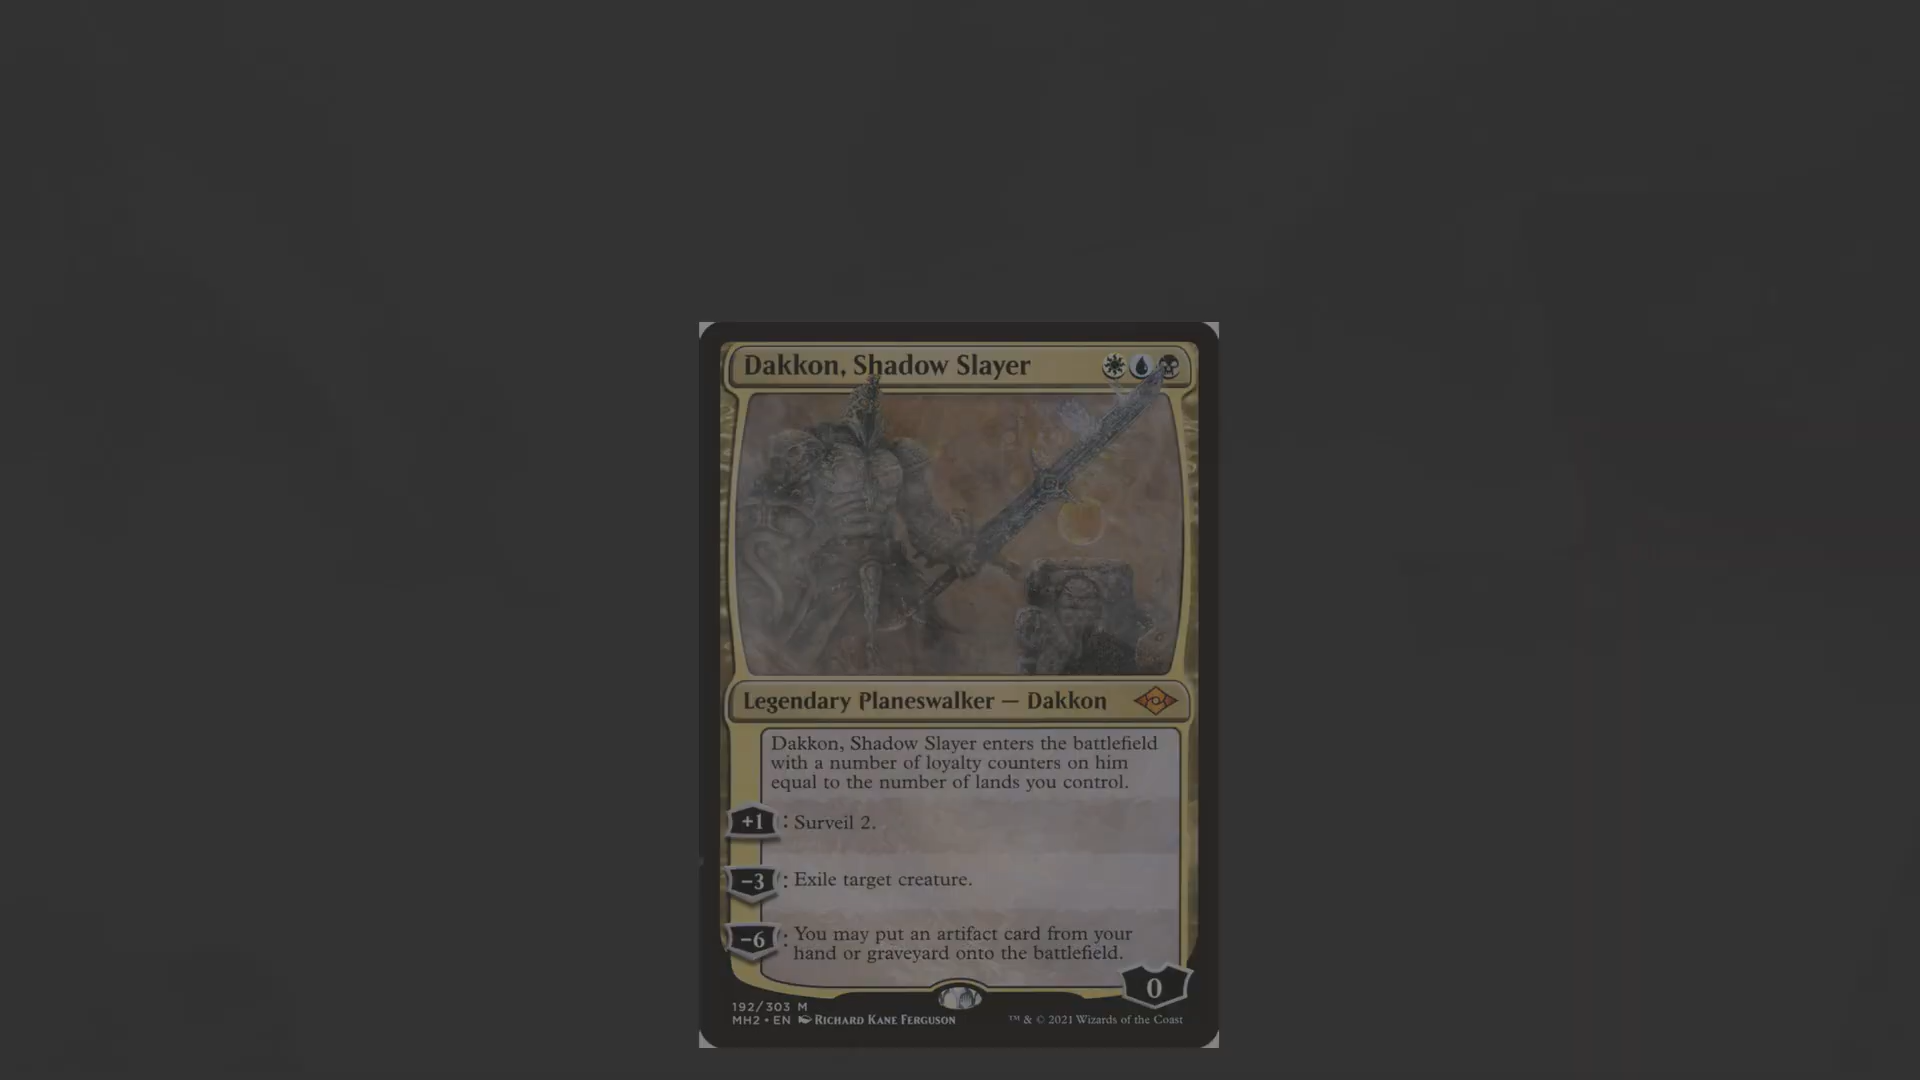 Dakkon, Shadow Slayer
Legendary Planeswalker — Dakkon
Dakkon, Shadow Slayer enters the battlefield
with a number of loyalty counters on him
equal to the number of lands you control.
+1 : Surveil 2.
−3 : Exile target creature.
−6 : You may put an artifact card from your
hand or graveyard onto the battlefield.
0
192/303 M
MH2 • EN RICHARD KANE FERGUSON
™ & © 2021 Wizards of the Coast